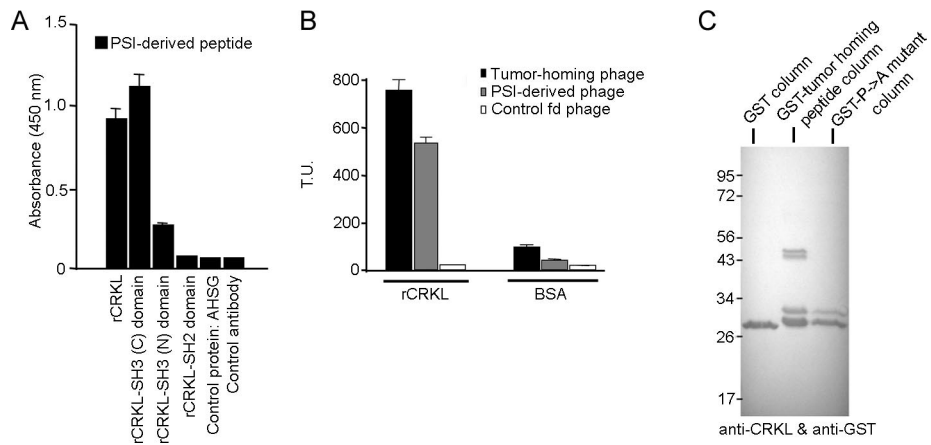 A
1.5
1.0
0.5
0
Absorbance (450 nm)
PSI-derived peptide
rCRKL
rCRKL-SH3 (C) domain
rCRKL-SH3 (N) domain
rCRKL-SH2 domain
Control protein: AHSG
Control antibody
B
800
600
400
200
0
T.U.
Tumor-homing phage
PSI-derived phage
Control fd phage
rCRKL
BSA
C
GST column
GST-tumor homing
peptide column
GST-P->A mutant
column
95
72
56
43
34
26
17
anti-CRKL & anti-GST